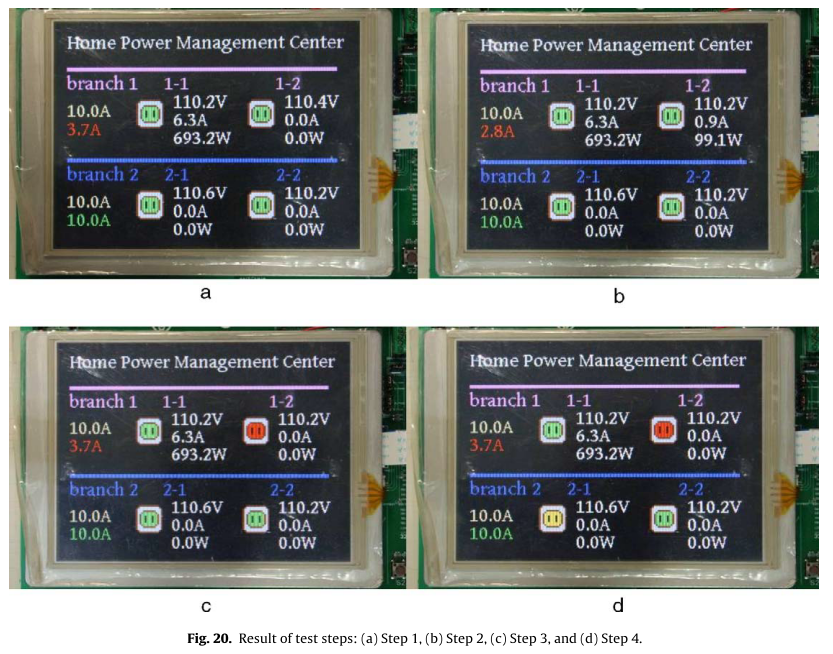 Home Power Management Center
branch 1 1-1 1-2
10.0A 110.2V 110.4V
3.7A 6.3A 0.0A
693.2W 0.0W
branch 2 2-1 2-2
10.0A 110.6V 110.2V
10.0A 0.0A 0.0A
0.0W 0.0W
a
Home Power Management Center
branch 1 1-1 1-2
10.0A 110.2V 110.2V
2.8A 6.3A 0.9A
693.2W 99.1W
branch 2 2-1 2-2
10.0A 110.6V 110.2V
10.0A 0.0A 0.0A
0.0W 0.0W
b
Home Power Management Center
branch 1 1-1 1-2
10.0A 110.2V 110.2V
3.7A 6.3A 0.0A
693.2W 0.0W
branch 2 2-1 2-2
10.0A 110.6V 110.2V
10.0A 0.0A 0.0A
0.0W 0.0W
c
Home Power Management Center
branch 1 1-1 1-2
10.0A 110.2V 110.2V
3.7A 6.3A 0.0A
693.2W 0.0W
branch 2 2-1 2-2
10.0A 110.6V 110.2V
10.0A 0.0A 0.0A
0.0W 0.0W
d
Fig. 20. Result of test steps: (a) Step 1, (b) Step 2, (c) Step 3, and (d) Step 4.